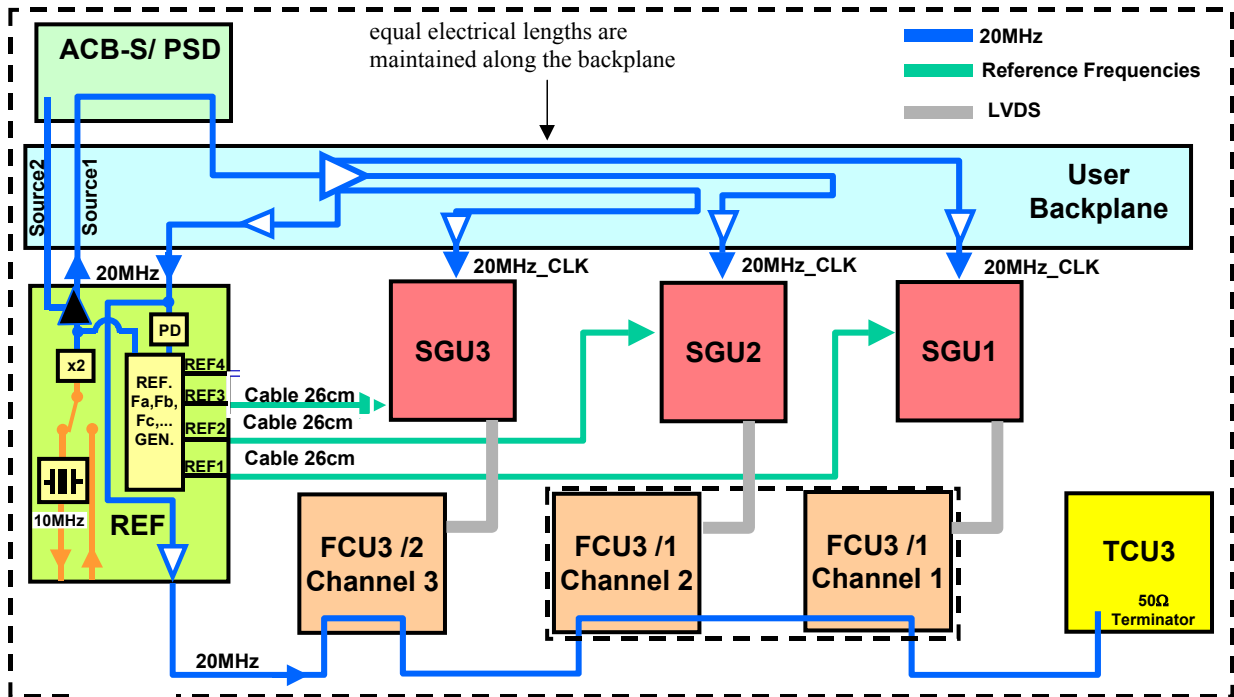 ACB-S/ PSD
equal electrical lengths are
maintained along the backplane
20MHz
Reference Frequencies
LVDS
Source2
Source1
User
Backplane
20MHz
20MHz_CLK
20MHz_CLK
20MHz_CLK
PD
x2
REF.
Fa,Fb,
Fc,...
GEN.
REF4
REF3
REF2
REF1
10MHz
REF
Cable 26cm
Cable 26cm
Cable 26cm
SGU3
SGU2
SGU1
FCU3 /2
Channel 3
FCU3 /1
Channel 2
FCU3 /1
Channel 1
TCU3
50Ω
Terminator
20MHz